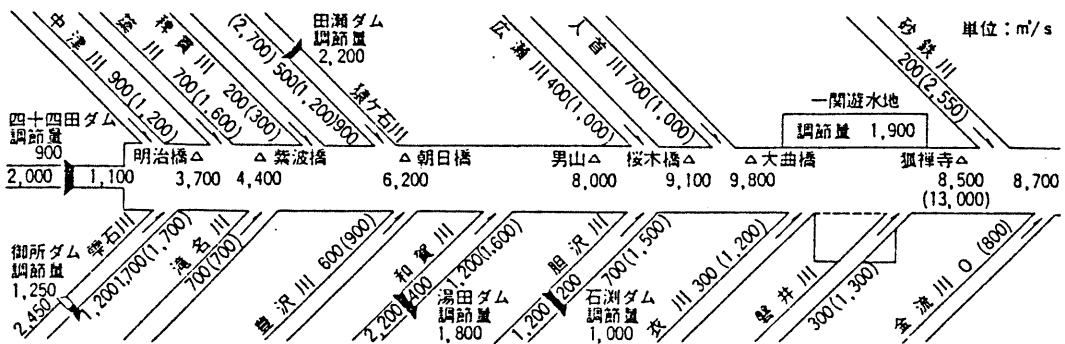 単位：㎥/s
中津川 900(1,200)
簗川 700(1,600)
稗貫川 200(300)
(2,700) 500(1,200)900 猿ケ石川
田瀬ダム
調節量
2,200
広瀬川 400(1,000)
人首川 700(1,000)
砂鉄川
200(2,550)
一関遊水地
調節量 1,900
四十四田ダム
調節量
900
2,000 1,100
明治橋△ △紫波橋 △朝日橋 男山△ 桜木橋△ △大曲橋 狐禅寺△
3,700 4,400 6,200 8,000 9,100 9,800 8,500 8,700
(13,000)
御所ダム
調節量
1,250
雫石川
2,450 1,200 1,700(1,700)
滝名川
700(700)
豊沢川 600(900)
和賀川
2,200 400 1,200(1,600)
湯田ダム
調節量
1,800
胆沢川
1,200 200 700(1,500)
石渕ダム
調節量
1,000
衣川 300(1,200)
磐井川
300(1,300)
金流川 0 (800)